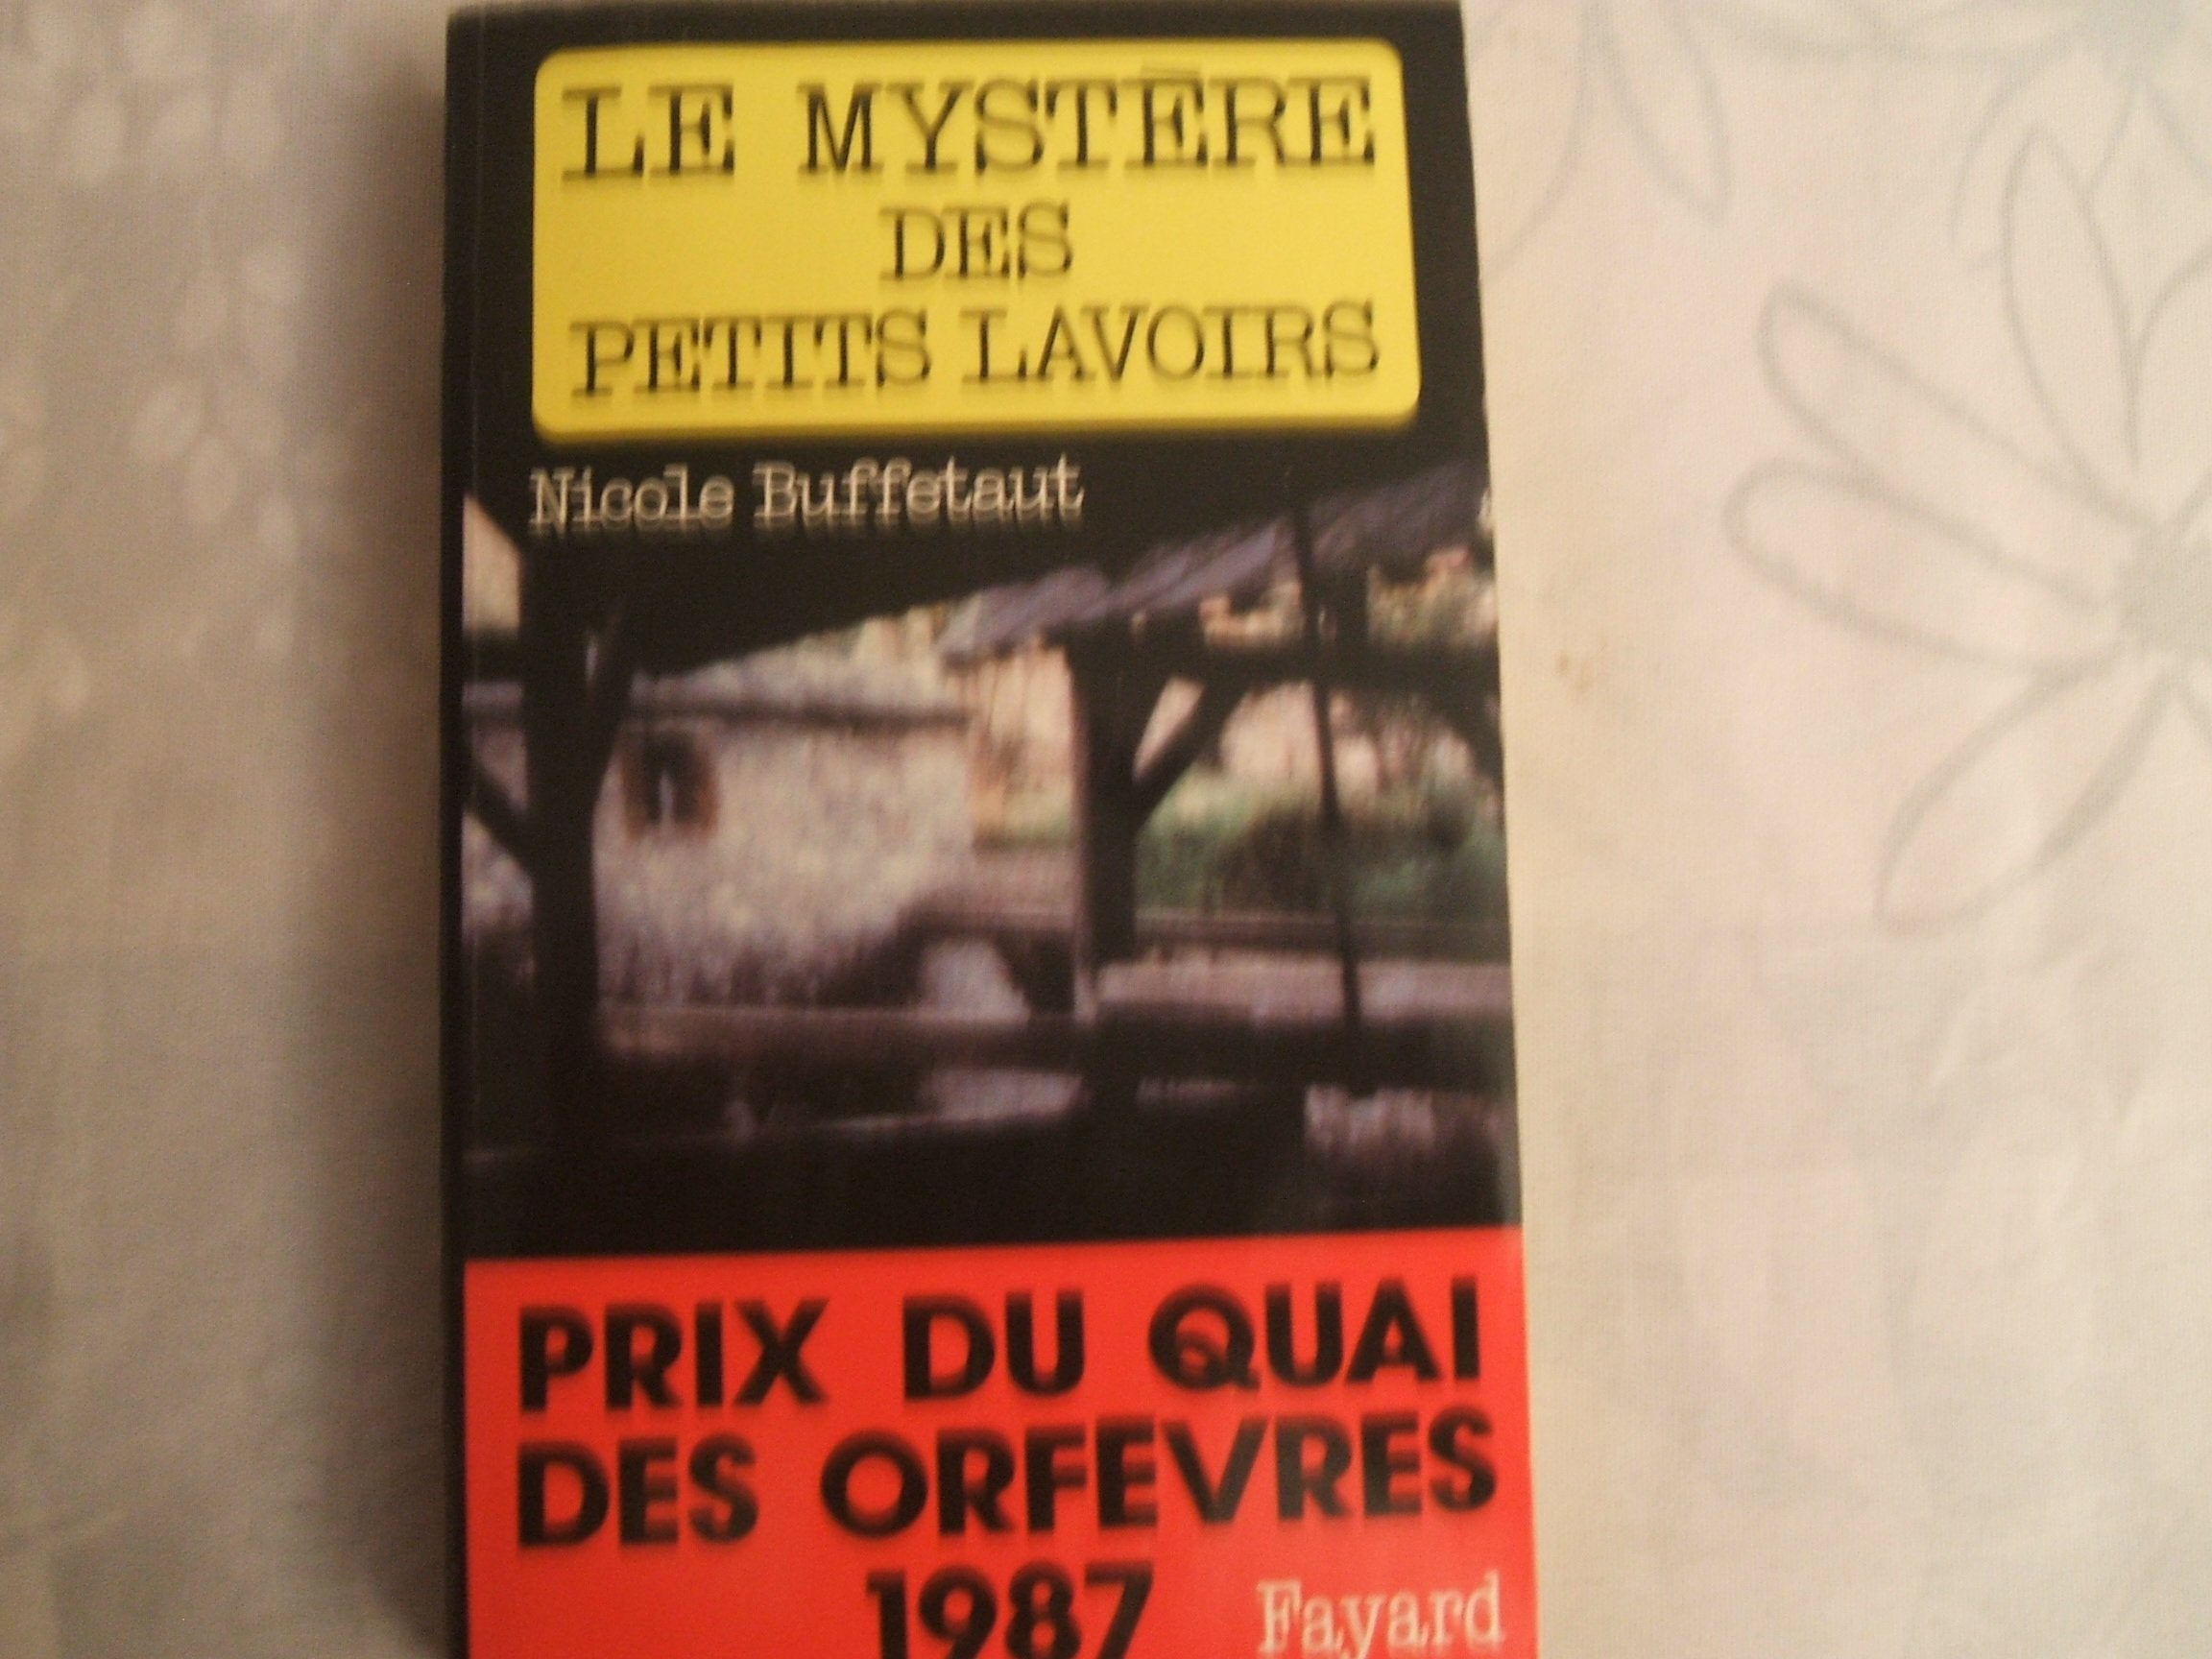 LE MYSTÈRE
DES
PETITS LAVOIRS
Nicole Buffetaut
PRIX DU QUAI
DES ORFEVRES
1987
Fayard